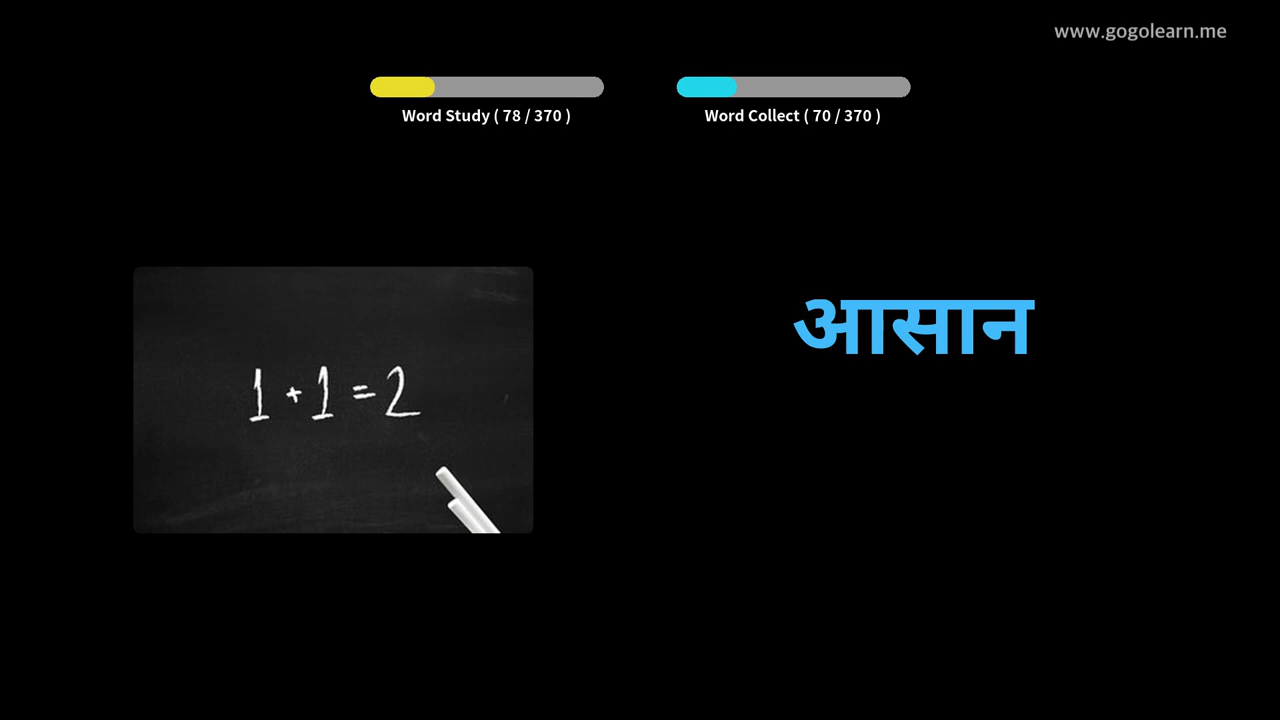 www.gogolearn.me
Word Study ( 78 / 370 )
Word Collect ( 70 / 370 )
आसान
1 + 1 = 2